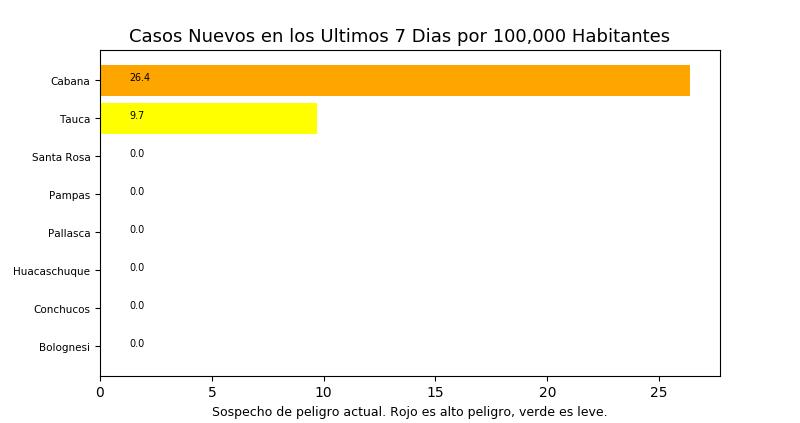 Casos Nuevos en los Ultimos 7 Dias por 100,000 Habitantes
Cabana 26.4
Tauca 9.7
Santa Rosa 0.0
Pampas 0.0
Pallasca 0.0
Huacaschuque 0.0
Conchucos 0.0
Bolognesi 0.0
0 5 10 15 20 25
Sospecho de peligro actual. Rojo es alto peligro, verde es leve.